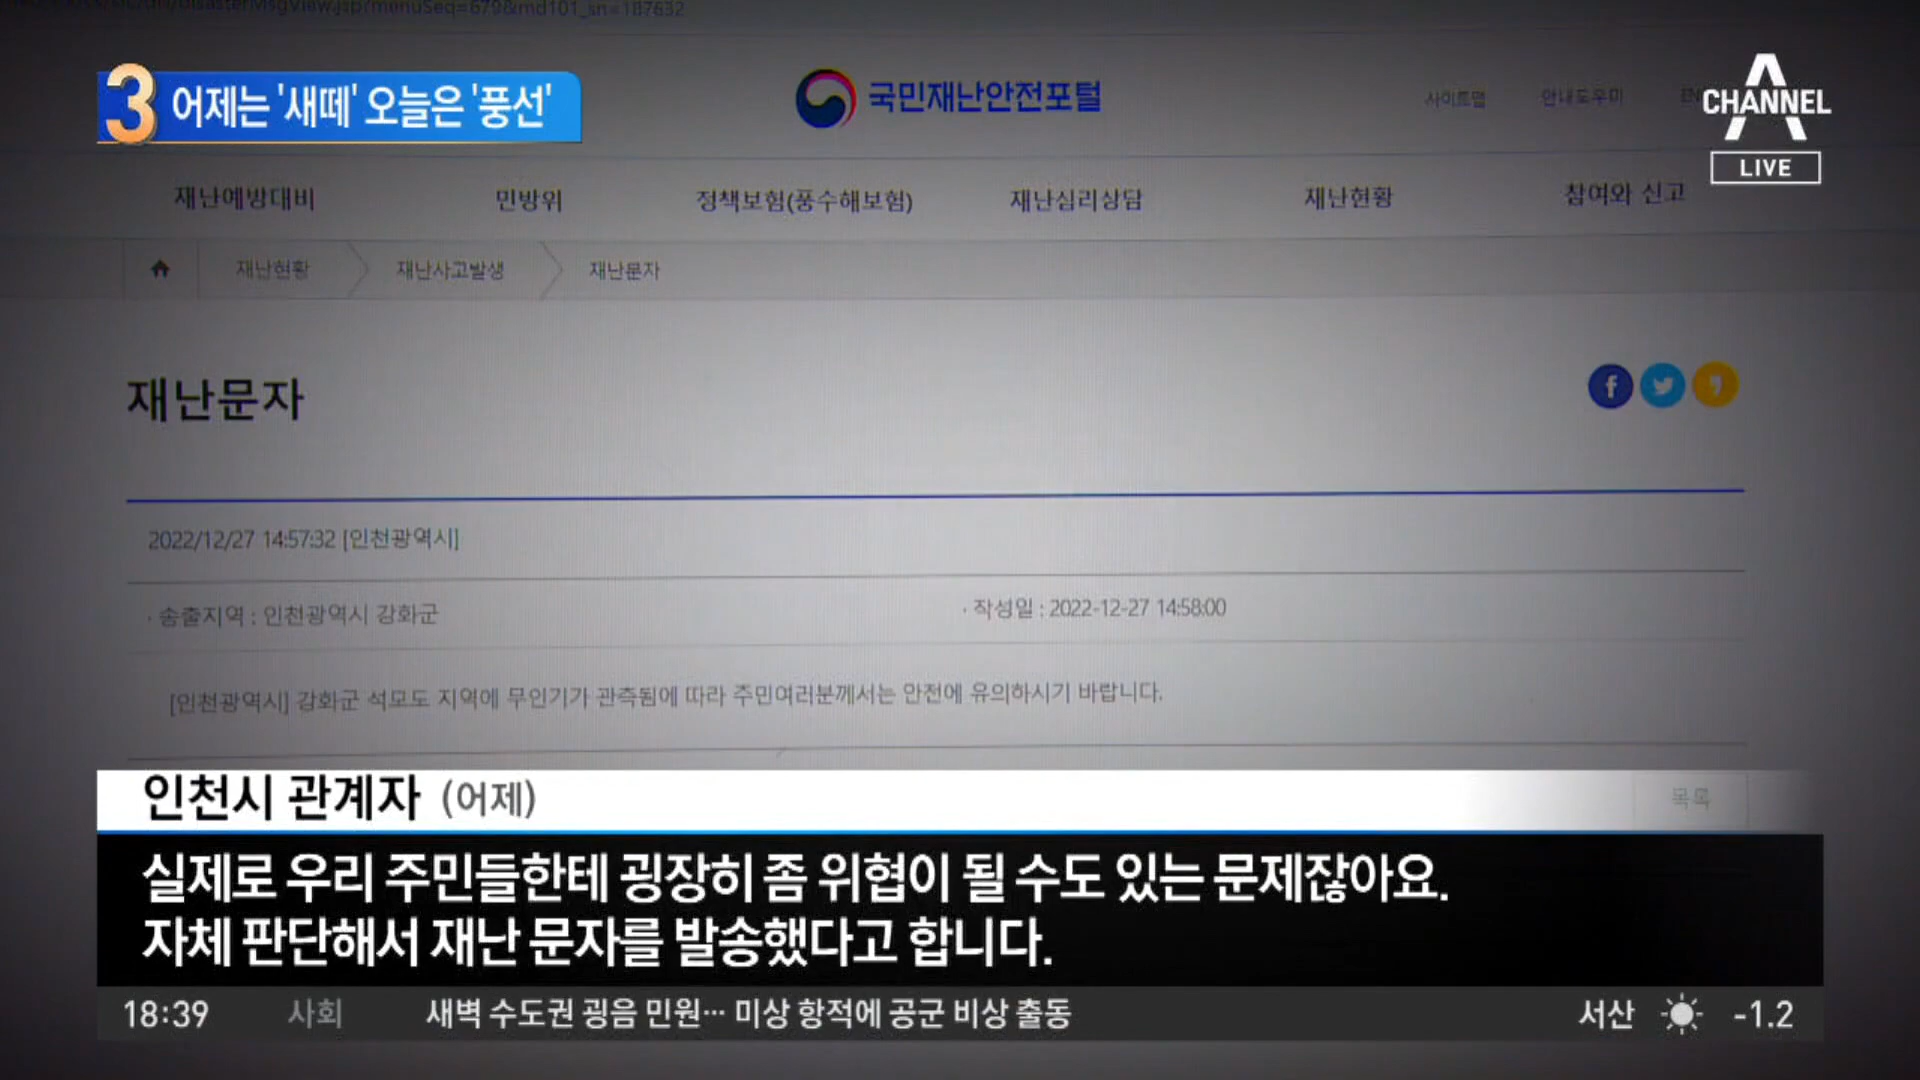 3 어제는 '새떼' 오늘은 '풍선'
국민재난안전포털
사이트맵 안내도우미
CHANNEL A
LIVE
재난예방대비 민방위 정책보험(풍수해보험) 재난심리상담 재난현황 참여와 신고
재난현황 재난사고발생 재난문자
재난문자
2022/12/27 14:57:32 [인천광역시]
· 송출지역 : 인천광역시 강화군 · 작성일 : 2022-12-27 14:58:00
[인천광역시] 강화군 석모도 지역에 무인기가 관측됨에 따라 주민여러분께서는 안전에 유의하시기 바랍니다.
목록
인천시 관계자 (어제)
실제로 우리 주민들한테 굉장히 좀 위협이 될 수도 있는 문제잖아요.
자체 판단해서 재난 문자를 발송했다고 합니다.
18:39 사회 새벽 수도권 굉음 민원… 미상 항적에 공군 비상 출동 서산 -1.2